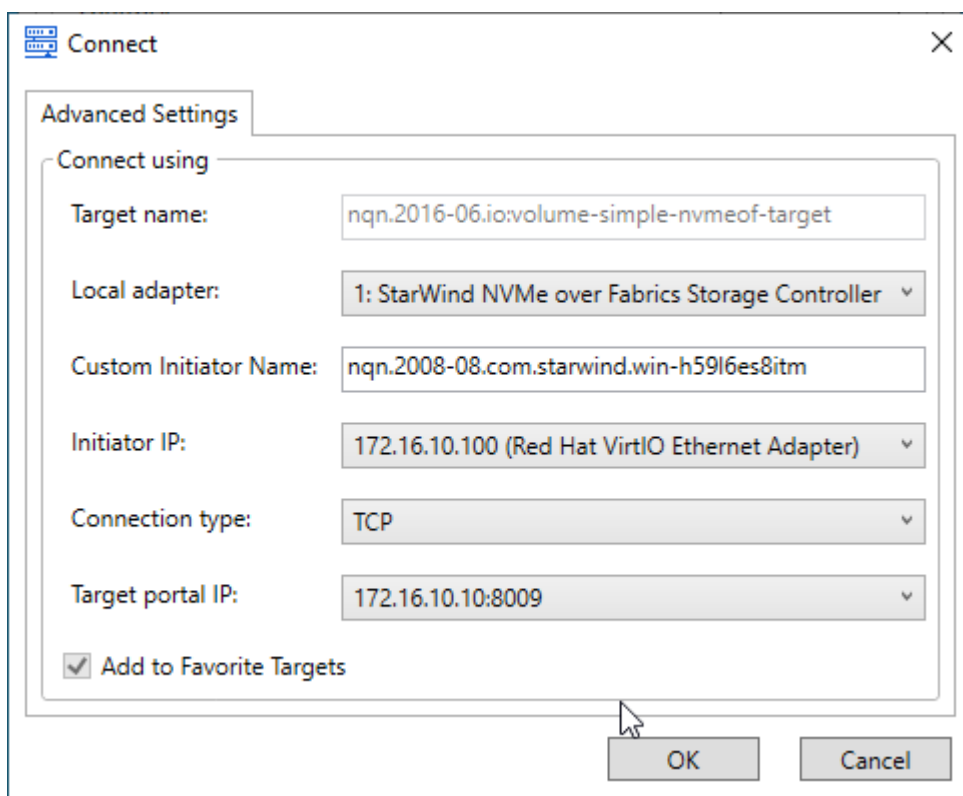 Connect
Advanced Settings
Connect using
Target name: nqn.2016-06.io:volume-simple-nvmeof-target
Local adapter: 1: StarWind NVMe over Fabrics Storage Controller
Custom Initiator Name: nqn.2008-08.com.starwind.win-h59l6es8itm
Initiator IP: 172.16.10.100 (Red Hat VirtIO Ethernet Adapter)
Connection type: TCP
Target portal IP: 172.16.10.10:8009
Add to Favorite Targets
OK Cancel